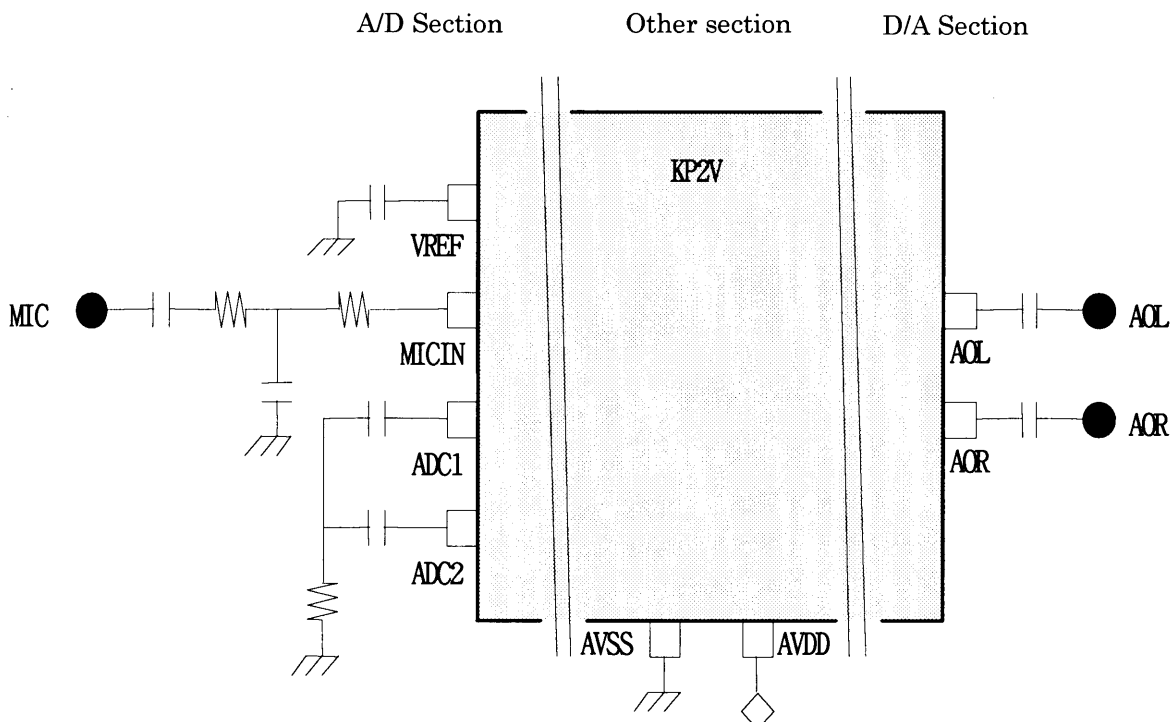 A/D Section Other section D/A Section
KP2V
VREF
MIC
MICIN
AOL
AOL
ADC1
AOR
AOR
ADC2
AVSS
AVDD